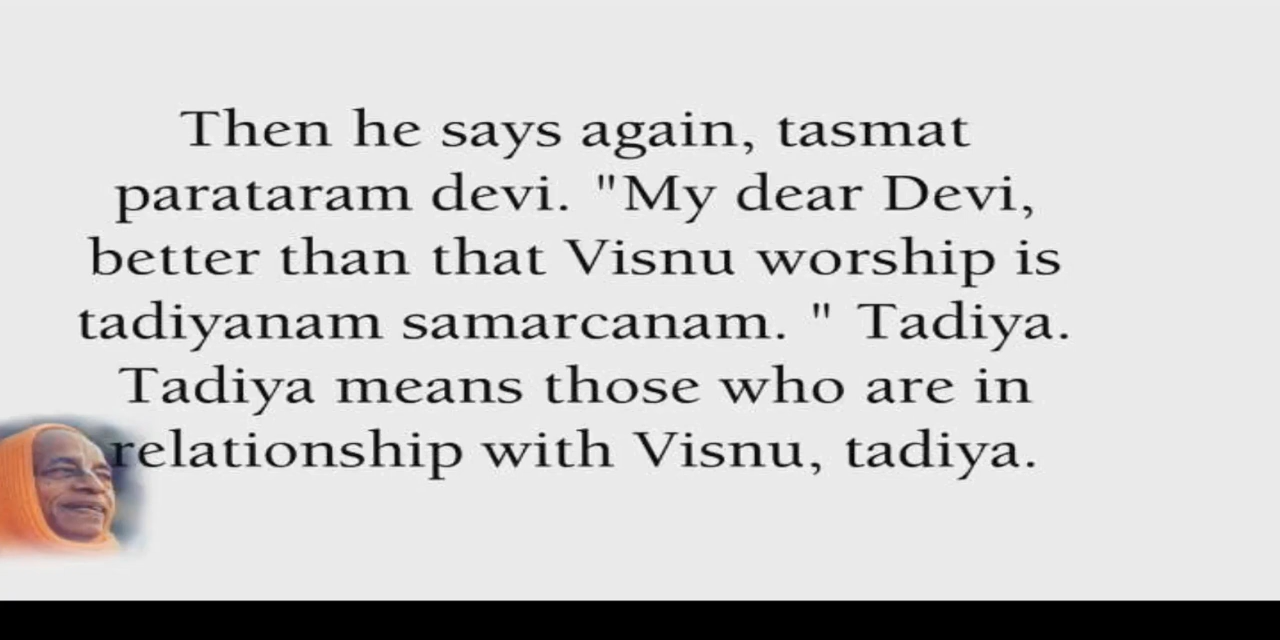 Then he says again, tasmat
parataram devi. "My dear Devi,
better than that Visnu worship is
tadiyanam samarcanam. " Tadiya.
Tadiya means those who are in
relationship with Visnu, tadiya.